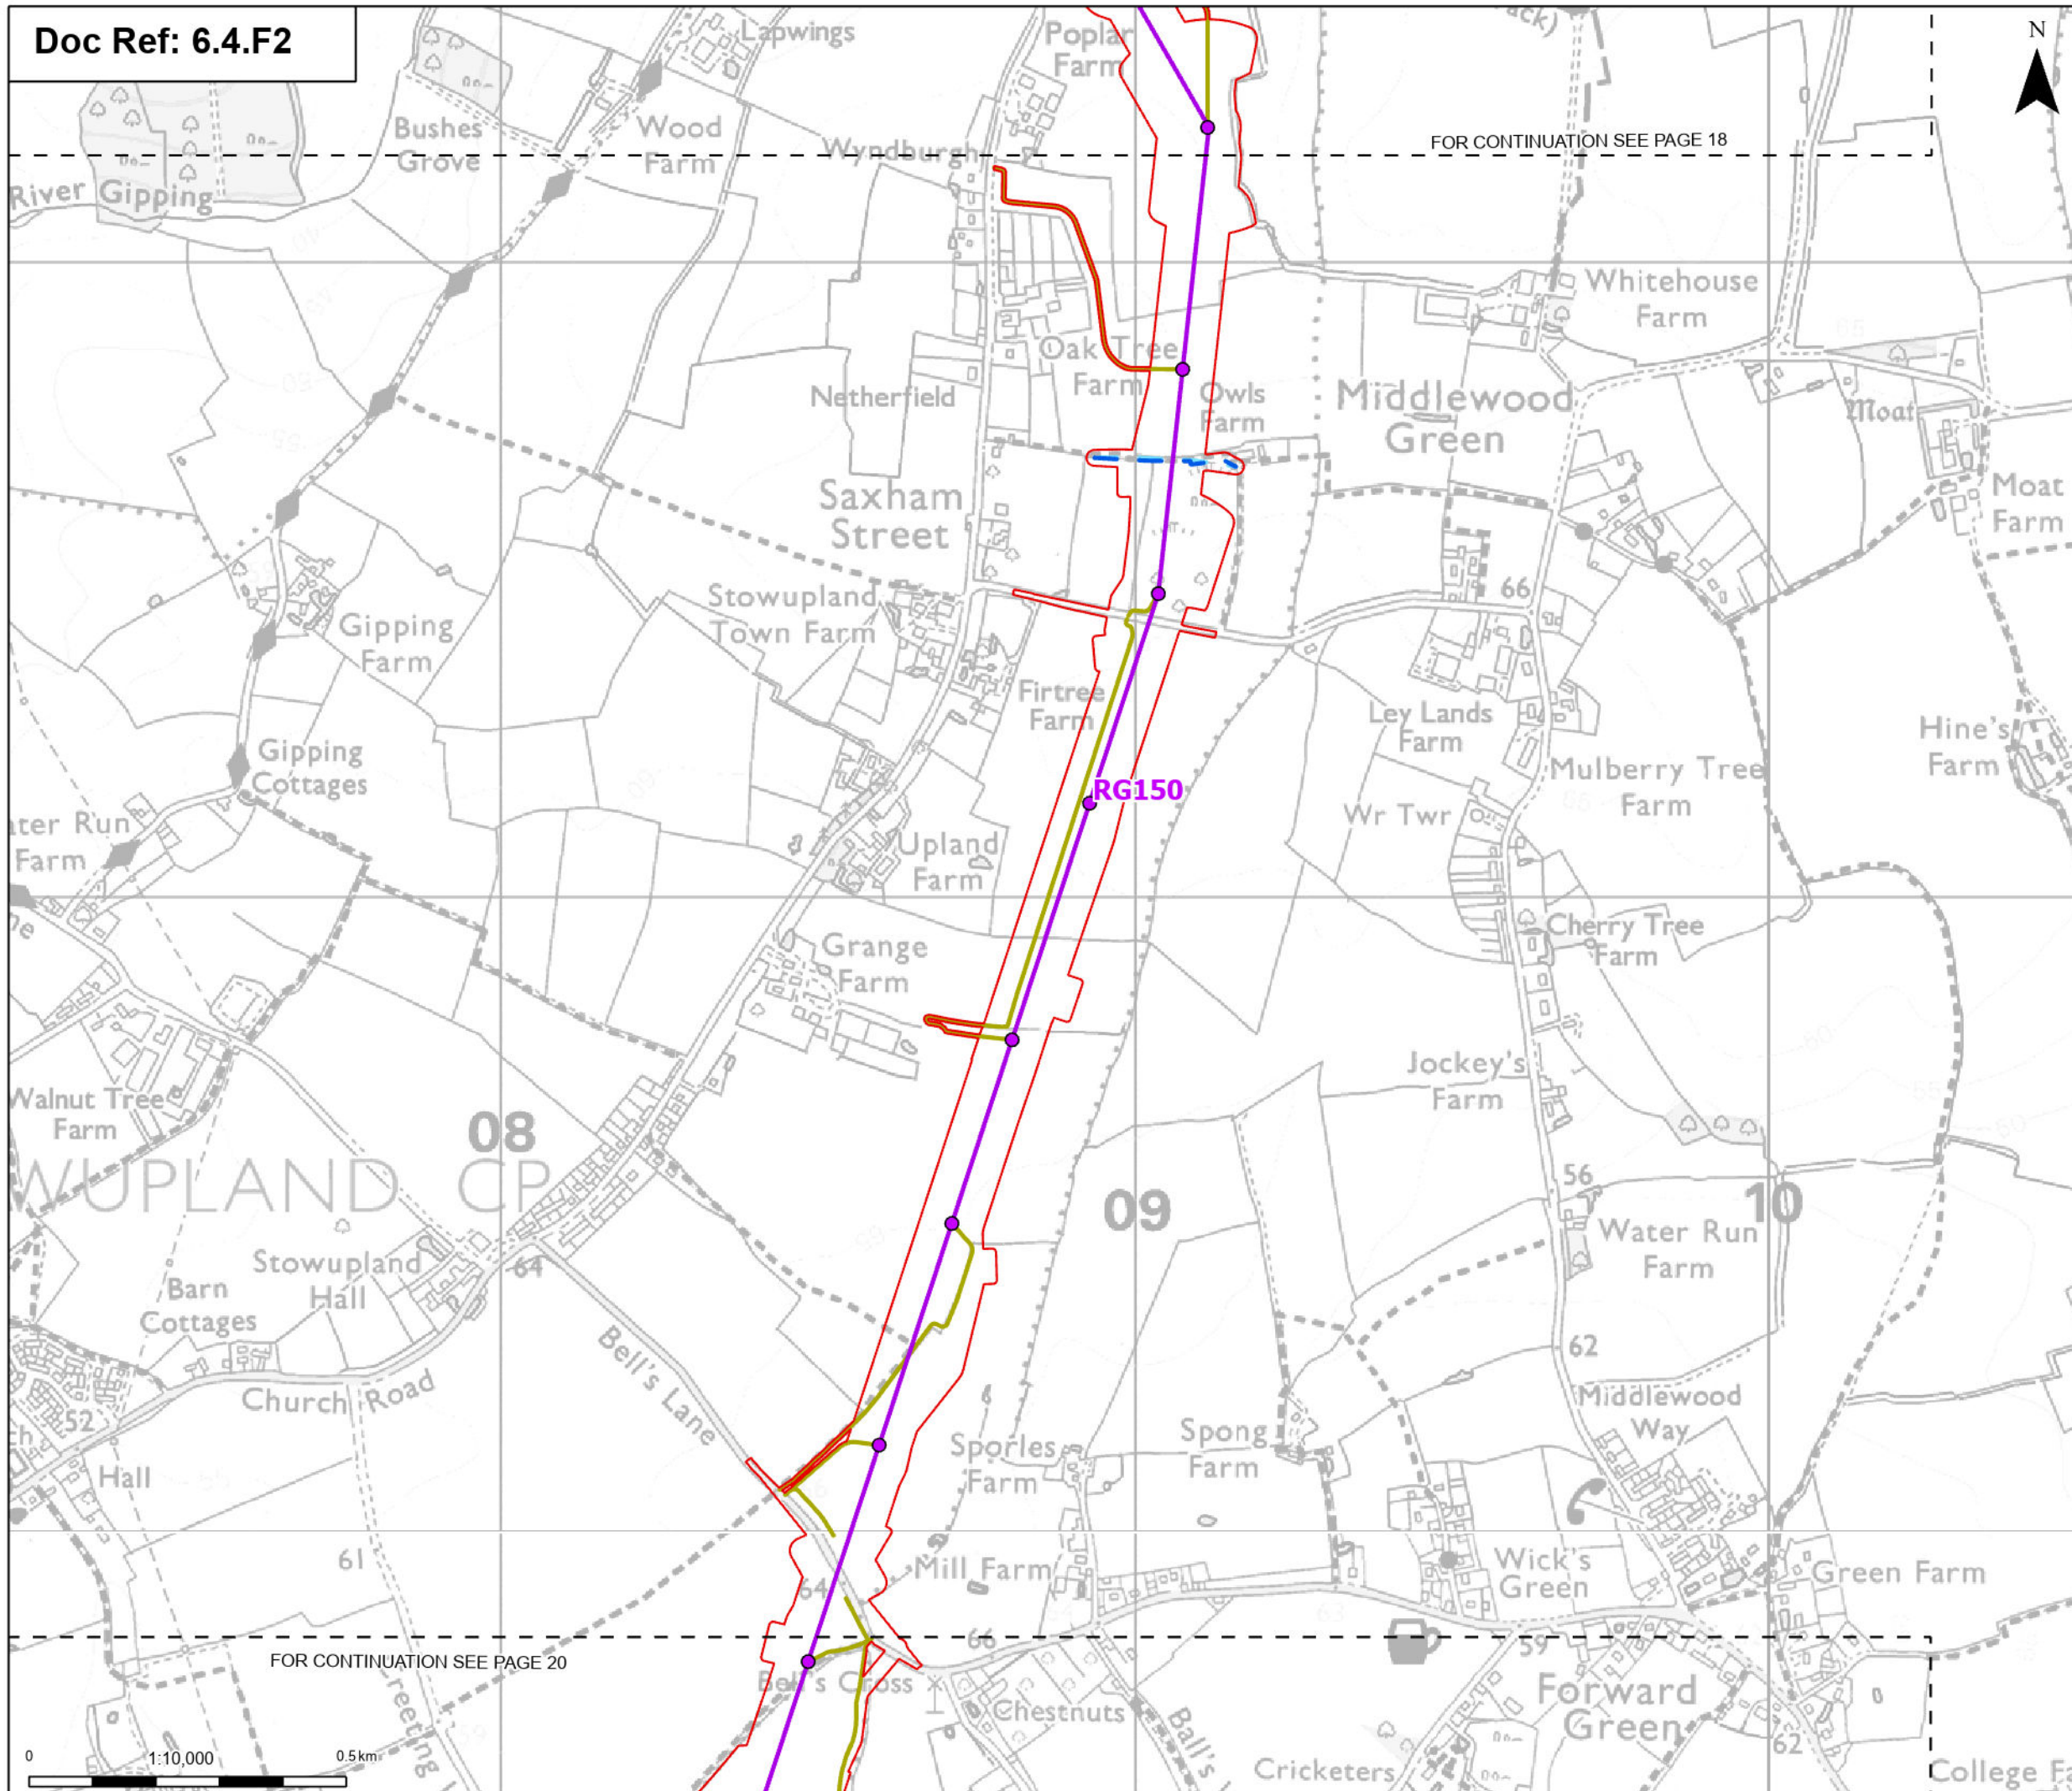 Doc Ref: 6.4.F2
Lapwings
Poplar
Farm
N
Bushes
Grove
Wood
Farm
Wyndburgh
FOR CONTINUATION SEE PAGE 18
River Gipping
Whitehouse
Farm
Oak Tree
Farm
Netherfield
Owls
Farm
Middlewood
Green
Moat
Saxham
Street
Moat
Farm
Stowupland
Town Farm
66
Gipping
Farm
Firtree
Farm
Ley Lands
Farm
Hine's
Farm
Gipping
Cottages
Mulberry Tree
Farm
RG150
Wr Twr
ater Run
Farm
Upland
Farm
Grange
Farm
Cherry Tree
Farm
Jockey's
Farm
Walnut Tree
Farm
08
WUPLAND CP
09
56
10
Water Run
Farm
Stowupland
Hall
64
Barn
Cottages
Bell's Lane
62
Church Road
Middlewood
Way
52
Sporles
Farm
Spong
Farm
Hall
61
Mill Farm
Wick's
Green
Green Farm
64
66
59
FOR CONTINUATION SEE PAGE 20
Bell's Cross
Chestnuts
Forward
Green
reeting
Ball's
62
0
1:10,000
0.5 km
Cricketers
College F